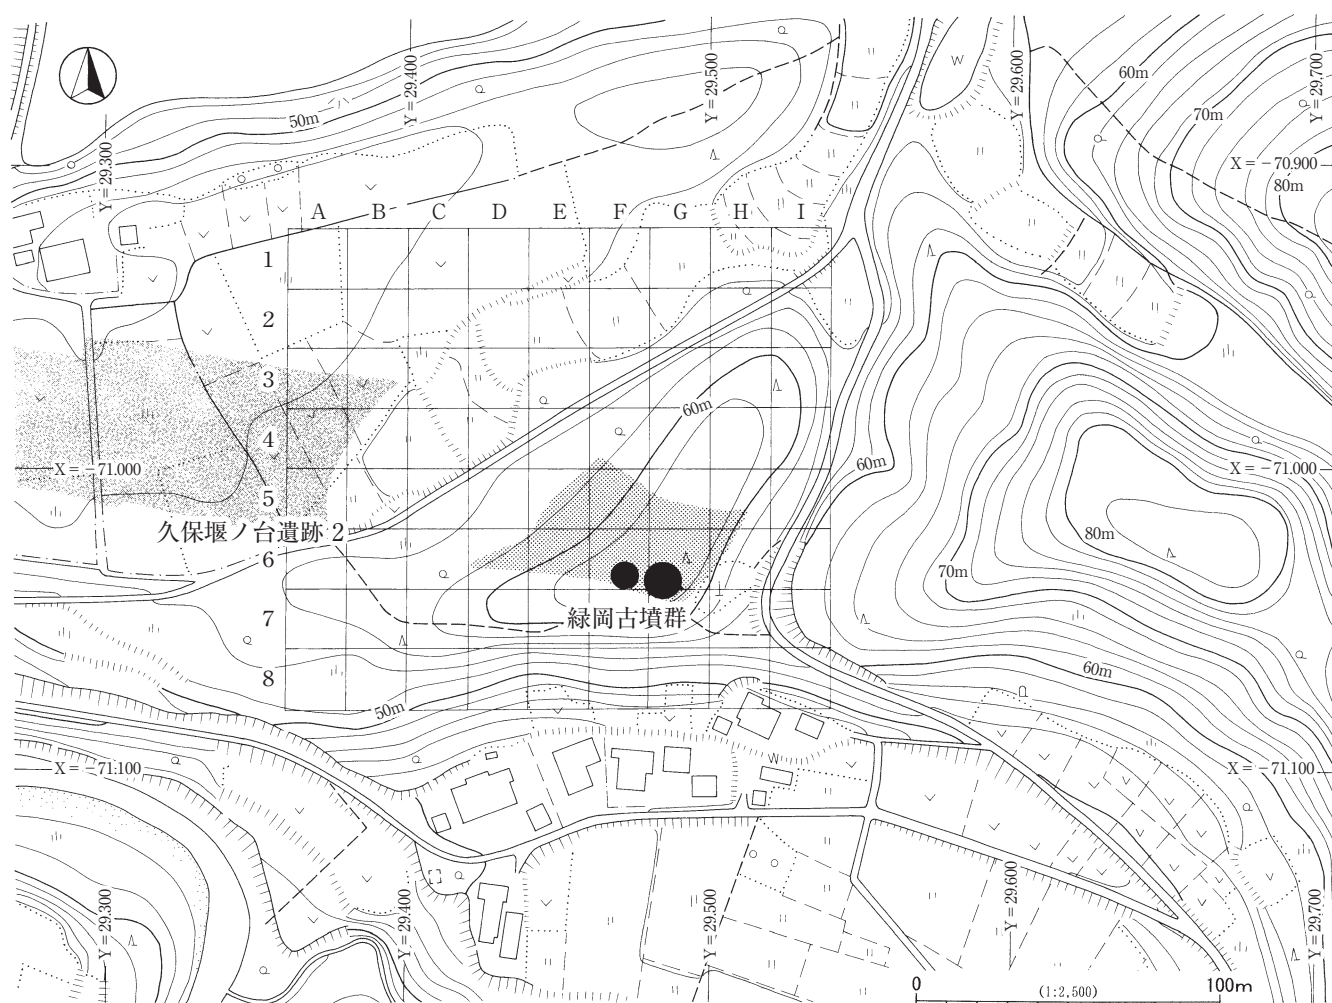 Y = 29.400
Y = 29.500
Y = 29.600
Y = 29.700
60m
50m
70m
Y = 29.300
X = −70.900
80m
A B C D E F G H I
1
2
3
60m
4
60m
X = −71.000
X = −71.000
5
久保堰ノ台遺跡 2
80m
6
70m
7
緑岡古墳群
8
60m
50m
X = −71.100
X = −71.100
Y = 29.300
Y = 29.400
Y = 29.500
Y = 29.600
Y = 29.700
0 (1:2,500) 100m